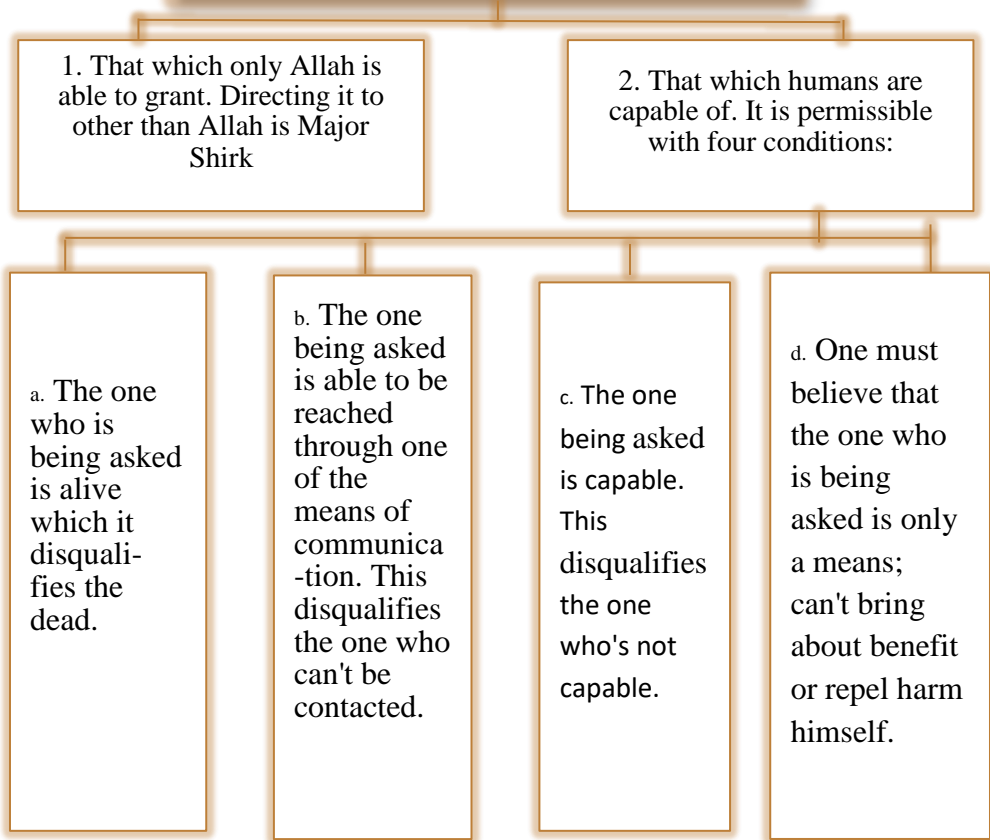 1. That which only Allah is
able to grant. Directing it to
other than Allah is Major
Shirk
2. That which humans are
capable of. It is permissible
with four conditions:
a. The one
who is
being asked
is alive
which it
disquali-
fies the
dead.
b. The one
being asked
is able to be
reached
through one
of the
means of
communica
-tion. This
disqualifies
the one who
can't be
contacted.
c. The one
being asked
is capable.
This
disqualifies
the one
who's not
capable.
d. One must
believe that
the one who
is being
asked is only
a means;
can't bring
about benefit
or repel harm
himself.